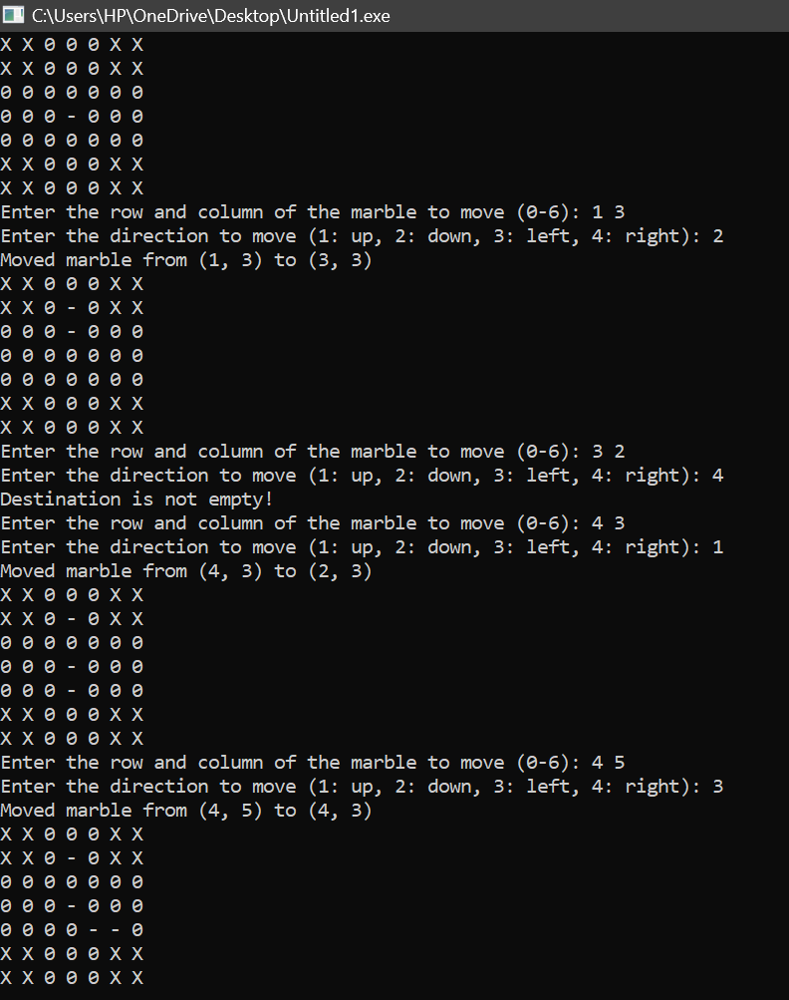 C:\Users\HP\OneDrive\Desktop\Untitled1.exe
X X 0 0 0 X X
X X 0 0 0 X X
0 0 0 0 0 0 0
0 0 0 - 0 0 0
0 0 0 0 0 0 0
X X 0 0 0 X X
X X 0 0 0 X X
Enter the row and column of the marble to move (0-6): 1 3
Enter the direction to move (1: up, 2: down, 3: left, 4: right): 2
Moved marble from (1, 3) to (3, 3)
X X 0 0 0 X X
X X 0 - 0 X X
0 0 0 - 0 0 0
0 0 0 0 0 0 0
0 0 0 0 0 0 0
X X 0 0 0 X X
X X 0 0 0 X X
Enter the row and column of the marble to move (0-6): 3 2
Enter the direction to move (1: up, 2: down, 3: left, 4: right): 4
Destination is not empty!
Enter the row and column of the marble to move (0-6): 4 3
Enter the direction to move (1: up, 2: down, 3: left, 4: right): 1
Moved marble from (4, 3) to (2, 3)
X X 0 0 0 X X
X X 0 - 0 X X
0 0 0 0 0 0 0
0 0 0 - 0 0 0
0 0 0 - 0 0 0
X X 0 0 0 X X
X X 0 0 0 X X
Enter the row and column of the marble to move (0-6): 4 5
Enter the direction to move (1: up, 2: down, 3: left, 4: right): 3
Moved marble from (4, 5) to (4, 3)
X X 0 0 0 X X
X X 0 - 0 X X
0 0 0 0 0 0 0
0 0 0 - 0 0 0
0 0 0 0 - - 0
X X 0 0 0 X X
X X 0 0 0 X X